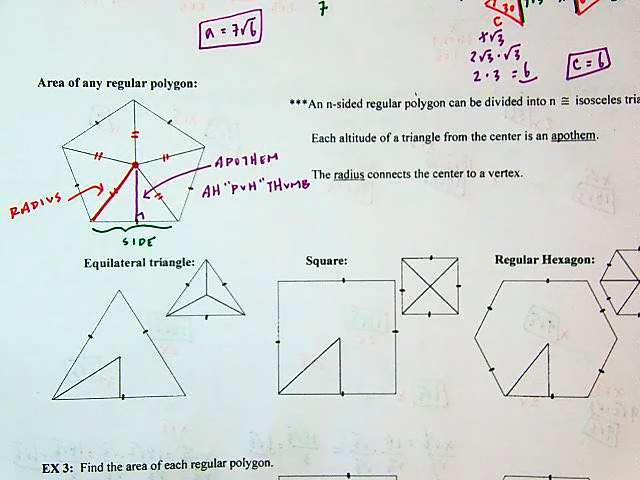 7
a = 7√6
30
C
x√3
2√3 · √3
2 · 3 = 6
C = 6
Area of any regular polygon:
***An n-sided regular polygon can be divided into n ≅ isosceles tria
Each altitude of a triangle from the center is an apothem.
The radius connects the center to a vertex.
APOTHEM
AH "PUH" THUMB
RADIUS
SIDE
Equilateral triangle:
Square:
Regular Hexagon:
EX 3: Find the area of each regular polygon.